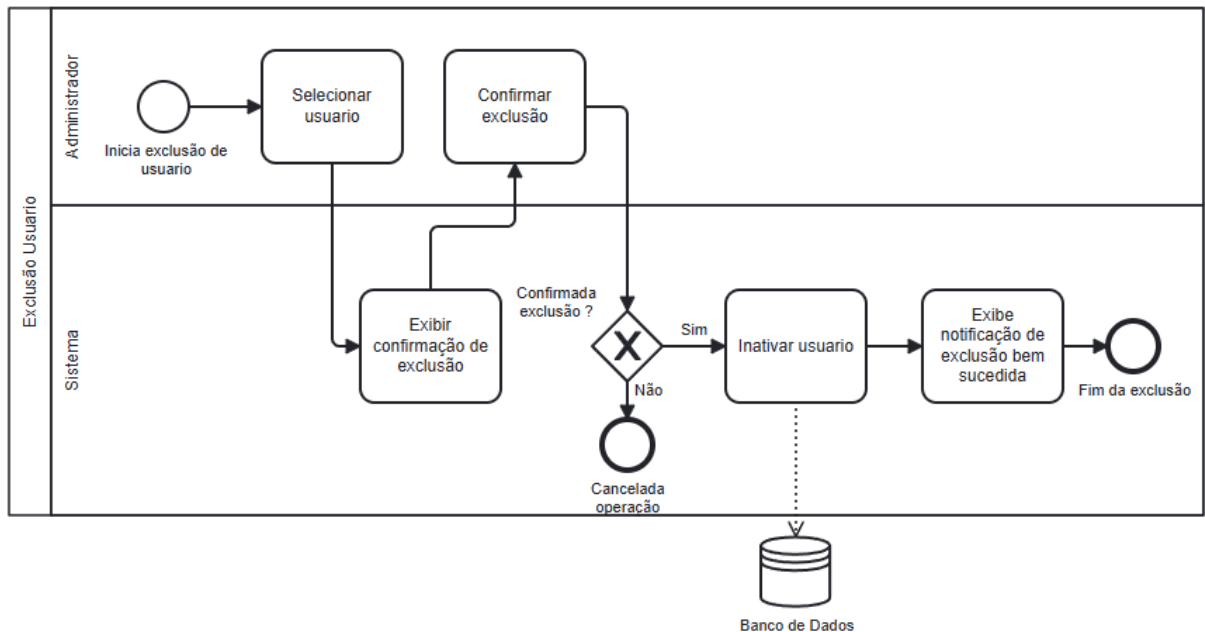 Exclusão Usuario
Administrador
Inicia exclusão de
usuario
Selecionar
usuario
Confirmar
exclusão
Sistema
Exibir
confirmação de
exclusão
Confirmada
exclusão ?
Sim
Não
Cancelada
operação
Inativar usuario
Exibe
notificação de
exclusão bem
sucedida
Fim da exclusão
Banco de Dados